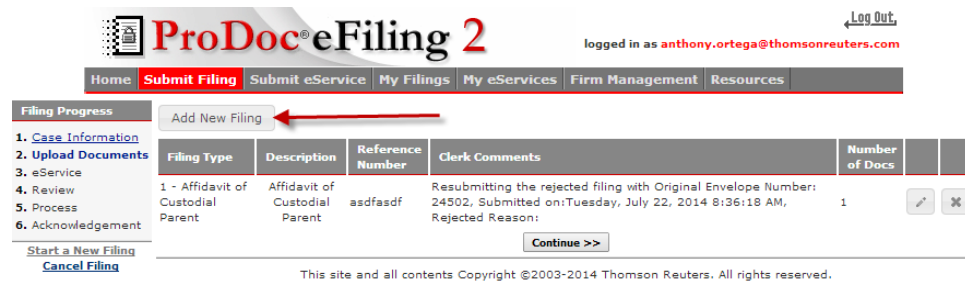 Log Out
ProDoc® eFiling 2
logged in as anthony.ortega@thomsonreuters.com
Home Submit Filing Submit eService My Filings My eServices Firm Management Resources
Filing Progress
1. Case Information
2. Upload Documents
3. eService
4. Review
5. Process
6. Acknowledgement
Start a New Filing
Cancel Filing
Add New Filing
Filing Type Description Reference Number Clerk Comments Number of Docs
1 - Affidavit of Custodial Parent
Affidavit of Custodial Parent
asdfasdf
Resubmitting the rejected filing with Original Envelope Number:
24502, Submitted on:Tuesday, July 22, 2014 8:36:18 AM,
Rejected Reason:
1
Continue >>
This site and all contents Copyright ©2003-2014 Thomson Reuters. All rights reserved.